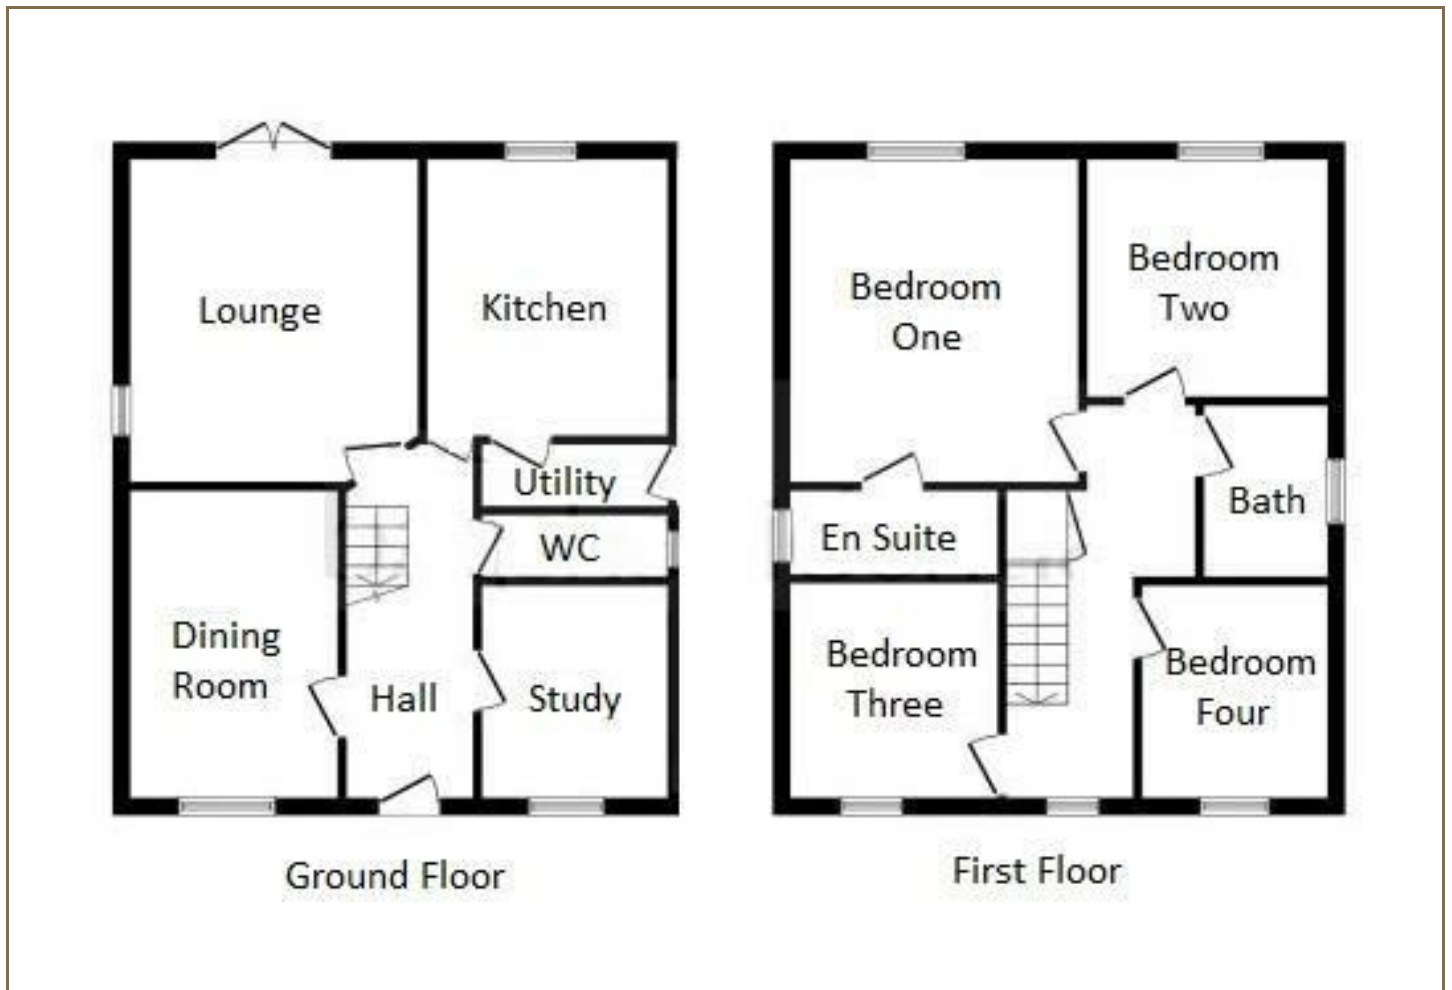 Lounge
Kitchen
Utility
WC
Dining
Room
Hall
Study
Ground Floor
Bedroom
One
Bedroom
Two
En Suite
Bath
Bedroom
Three
Bedroom
Four
First Floor